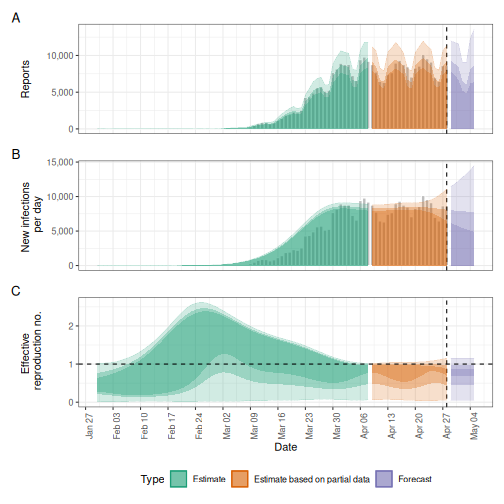 A
Reports
10,000
5,000
0
B
New infections
per day
15,000
10,000
5,000
0
C
Effective
reproduction no.
2
1
0
Jan 27
Feb 03
Feb 10
Feb 17
Feb 24
Mar 02
Mar 09
Mar 16
Mar 23
Mar 30
Apr 06
Apr 13
Apr 20
Apr 27
May 04
Date
Type Estimate Estimate based on partial data Forecast